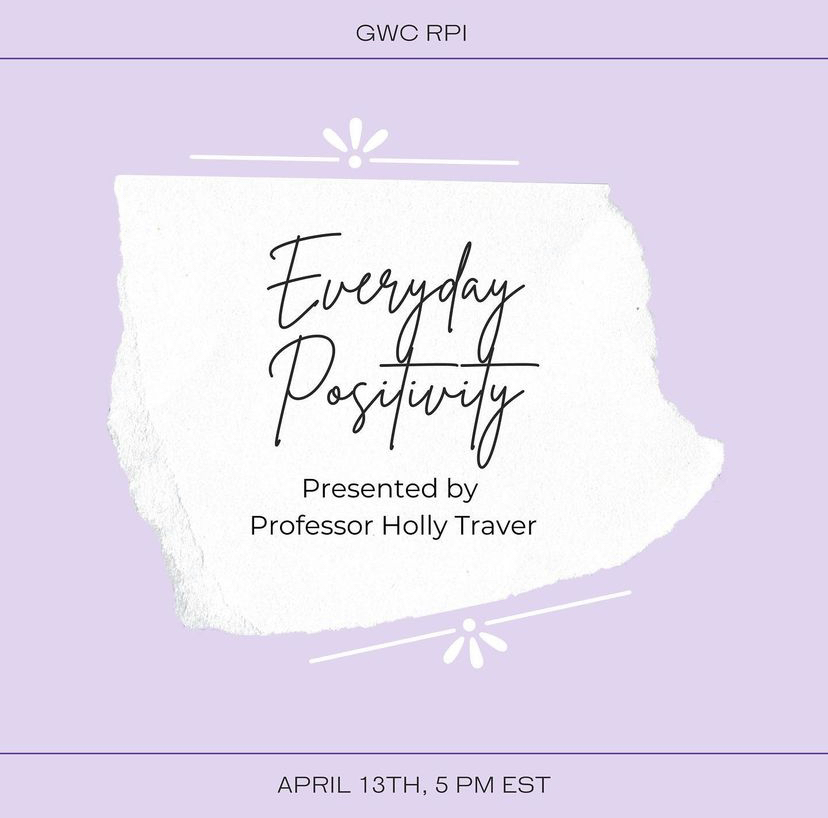 GWC RPI
Everyday
Positivity
Presented by
Professor Holly Traver
APRIL 13TH, 5 PM EST